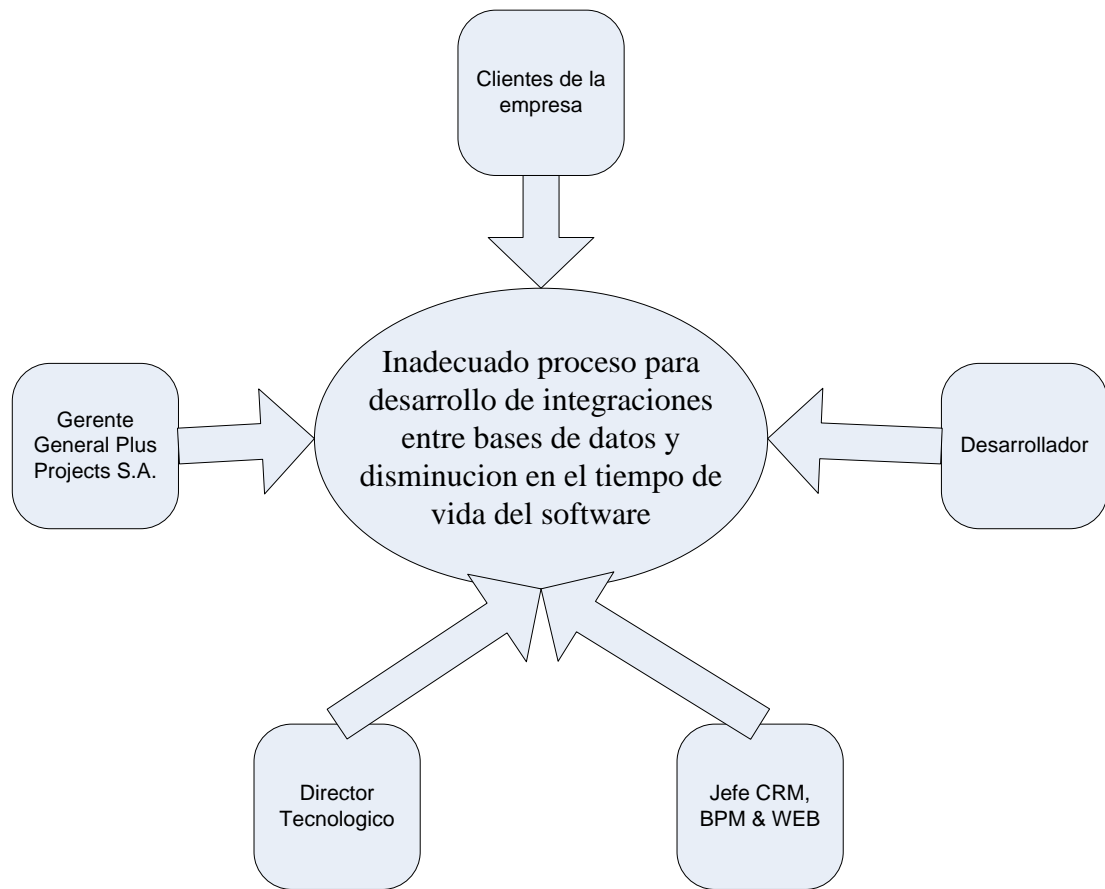 Clientes de la
empresa
Inadecuado proceso para
desarrollo de integraciones
entre bases de datos y
disminucion en el tiempo de
vida del software
Gerente
General Plus
Projects S.A.
Desarrollador
Director
Tecnologico
Jefe CRM,
BPM & WEB